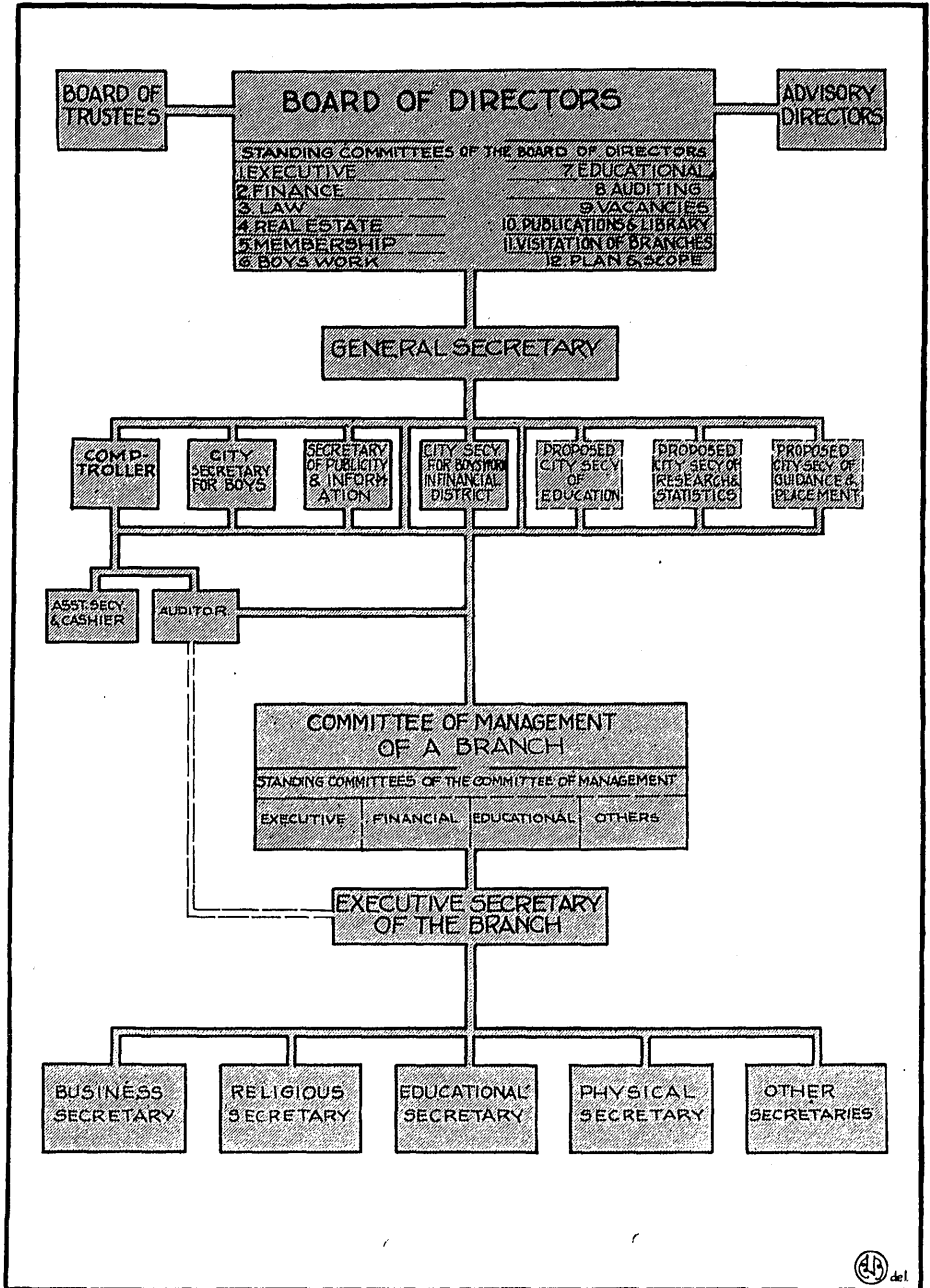 BOARD OF
TRUSTEES
BOARD OF DIRECTORS
ADVISORY
DIRECTORS
STANDING COMMITTEES OF THE BOARD OF DIRECTORS
1. EXECUTIVE
2. FINANCE
3. LAW
4. REAL ESTATE
5. MEMBERSHIP
6. BOYS WORK
7. EDUCATIONAL
8 AUDITING
9 VACANCIES
10. PUBLICATIONS & LIBRARY
11. VISITATION OF BRANCHES
12. PLAN & SCOPE
GENERAL SECRETARY
COMP-
TROLLER
CITY
SECRETARY
FOR BOYS
SECRETARY
OF PUBLICITY
& INFORM-
ATION
CITY SECY.
FOR BOYS WORK
IN FINANCIAL
DISTRICT
PROPOSED
CITY SECY
OF
EDUCATION
PROPOSED
CITY SECY OF
RESEARCH &
STATISTICS
PROPOSED
CITY SECY. OF
GUIDANCE &
PLACEMENT
ASST. SECY.
& CASHIER
AUDITOR
COMMITTEE OF MANAGEMENT
OF A BRANCH
STANDING COMMITTEES OF THE COMMITTEE OF MANAGEMENT
EXECUTIVE
FINANCIAL
EDUCATIONAL
OTHERS
EXECUTIVE SECRETARY
OF THE BRANCH
BUSINESS
SECRETARY
RELIGIOUS
SECRETARY
EDUCATIONAL
SECRETARY
PHYSICAL
SECRETARY
OTHER
SECRETARIES
del.